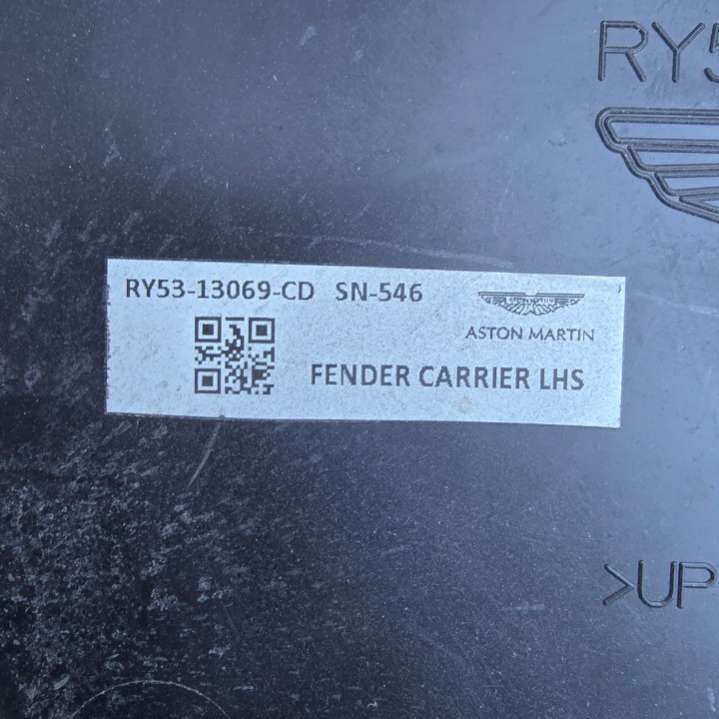 RY5
RY53-13069-CD SN-546
ASTON MARTIN
FENDER CARRIER LHS
>UP